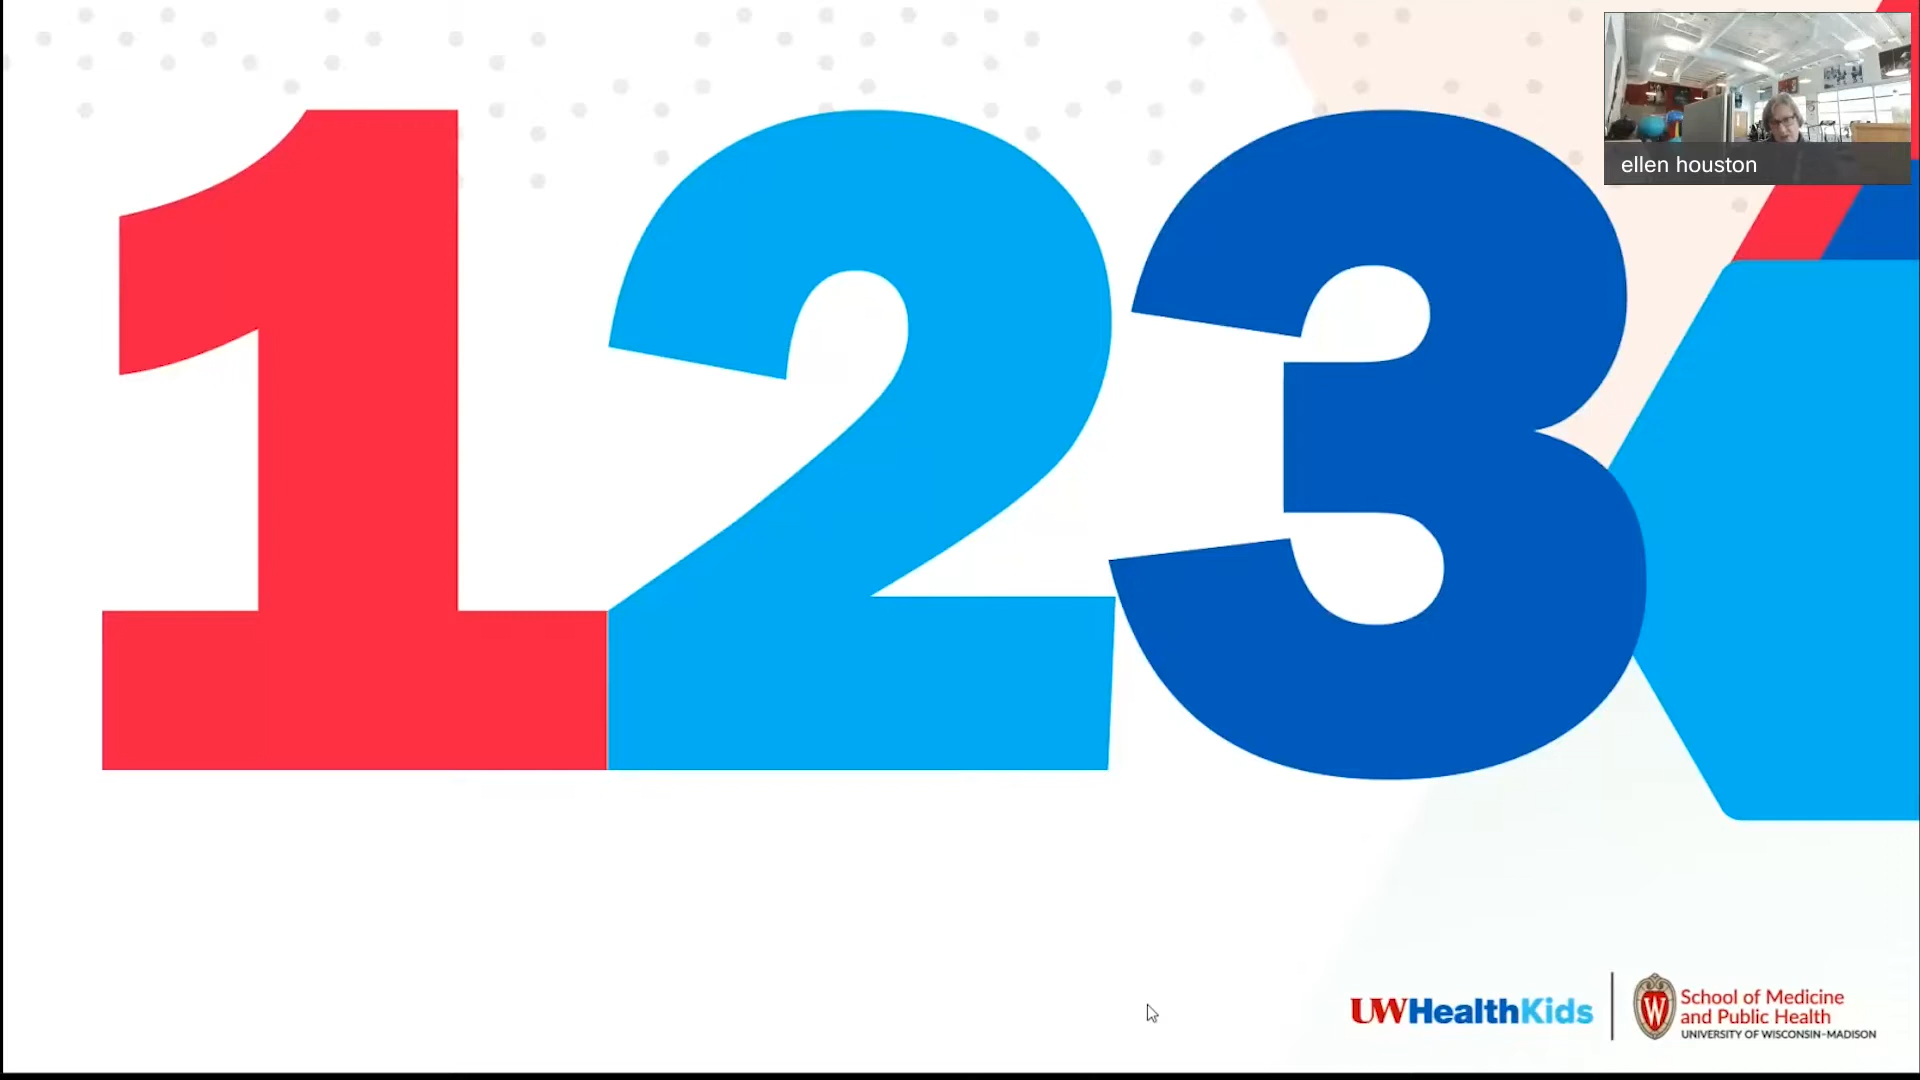 ellen houston
123
UWHealthKids
School of Medicine
and Public Health
UNIVERSITY OF WISCONSIN-MADISON
W